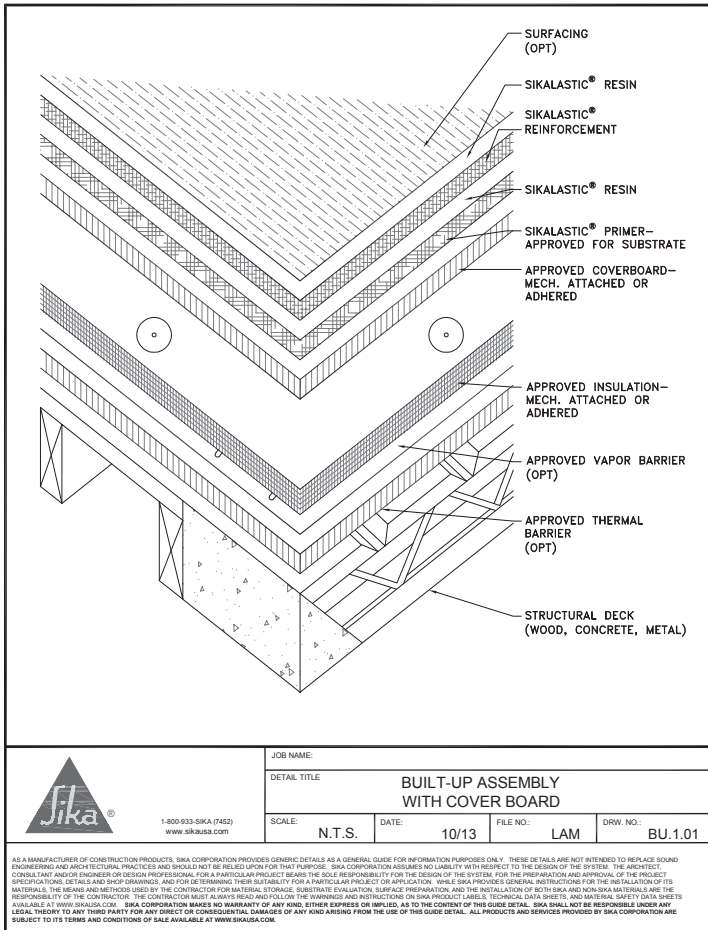 SURFACING
(OPT)
SIKALASTIC® RESIN
SIKALASTIC®
REINFORCEMENT
SIKALASTIC® RESIN
SIKALASTIC® PRIMER–
APPROVED FOR SUBSTRATE
APPROVED COVERBOARD–
MECH. ATTACHED OR
ADHERED
APPROVED INSULATION–
MECH. ATTACHED OR
ADHERED
APPROVED VAPOR BARRIER
(OPT)
APPROVED THERMAL
BARRIER
(OPT)
STRUCTURAL DECK
(WOOD, CONCRETE, METAL)
Sika®
1-800-933-SIKA (7452)
www.sikausa.com
JOB NAME:
DETAIL TITLE
BUILT-UP ASSEMBLY
WITH COVER BOARD
SCALE:
N.T.S.
DATE:
10/13
FILE NO.:
LAM
DRW. NO.:
BU.1.01
AS A MANUFACTURER OF CONSTRUCTION PRODUCTS, SIKA CORPORATION PROVIDES GENERIC DETAILS AS A GENERAL GUIDE FOR INFORMATION PURPOSES ONLY. THESE DETAILS ARE NOT INTENDED TO REPLACE SOUND
ENGINEERING AND ARCHITECTURAL PRACTICES AND SHOULD NOT BE RELIED UPON FOR THAT PURPOSE. SIKA CORPORATION ASSUMES NO LIABILITY WITH RESPECT TO THE DESIGN OF THE SYSTEM. THE ARCHITECT,
CONSULTANT AND/OR ENGINEER OR DESIGN PROFESSIONAL FOR A PARTICULAR PROJECT BEARS THE SOLE RESPONSIBILITY FOR THE DESIGN OF THE SYSTEM, FOR THE PREPARATION AND APPROVAL OF THE PROJECT
SPECIFICATIONS, DETAILS AND SHOP DRAWINGS, AND FOR DETERMINING THEIR SUITABILITY FOR A PARTICULAR PROJECT OR APPLICATION. WHILE SIKA PROVIDES GENERAL INSTRUCTIONS FOR THE INSTALLATION OF ITS
MATERIALS, THE MEANS AND METHODS USED BY THE CONTRACTOR FOR MATERIAL STORAGE, SUBSTRATE EVALUATION, SURFACE PREPARATION, AND THE INSTALLATION OF BOTH SIKA AND NON-SIKA MATERIALS ARE THE
RESPONSIBILITY OF THE CONTRACTOR. THE CONTRACTOR MUST ALWAYS READ AND FOLLOW THE WARNINGS AND INSTRUCTIONS ON SIKA PRODUCT LABELS, TECHNICAL DATA SHEETS, AND MATERIAL SAFETY DATA SHEETS
AVAILABLE AT WWW.SIKAUSA.COM. SIKA CORPORATION MAKES NO WARRANTY OF ANY KIND, EITHER EXPRESS OR IMPLIED, AS TO THE CONTENT OF THIS GUIDE DETAIL. SIKA SHALL NOT BE RESPONSIBLE UNDER ANY
LEGAL THEORY TO ANY THIRD PARTY FOR ANY DIRECT OR CONSEQUENTIAL DAMAGES OF ANY KIND ARISING FROM THE USE OF THIS GUIDE DETAIL. ALL PRODUCTS AND SERVICES PROVIDED BY SIKA CORPORATION ARE
SUBJECT TO ITS TERMS AND CONDITIONS OF SALE AVAILABLE AT WWW.SIKAUSA.COM.